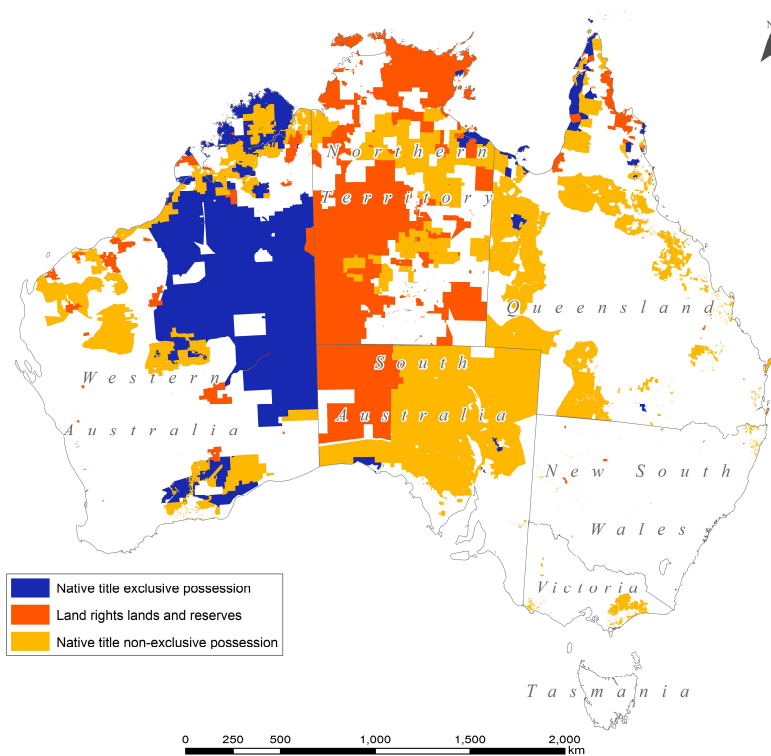 N
Northern
Territory
Queensland
Western
Australia
South
Australia
New South
Wales
Victoria
Tasmania
Native title exclusive possession
Land rights lands and reserves
Native title non-exclusive possession
0 250 500 1,000 1,500 2,000
km